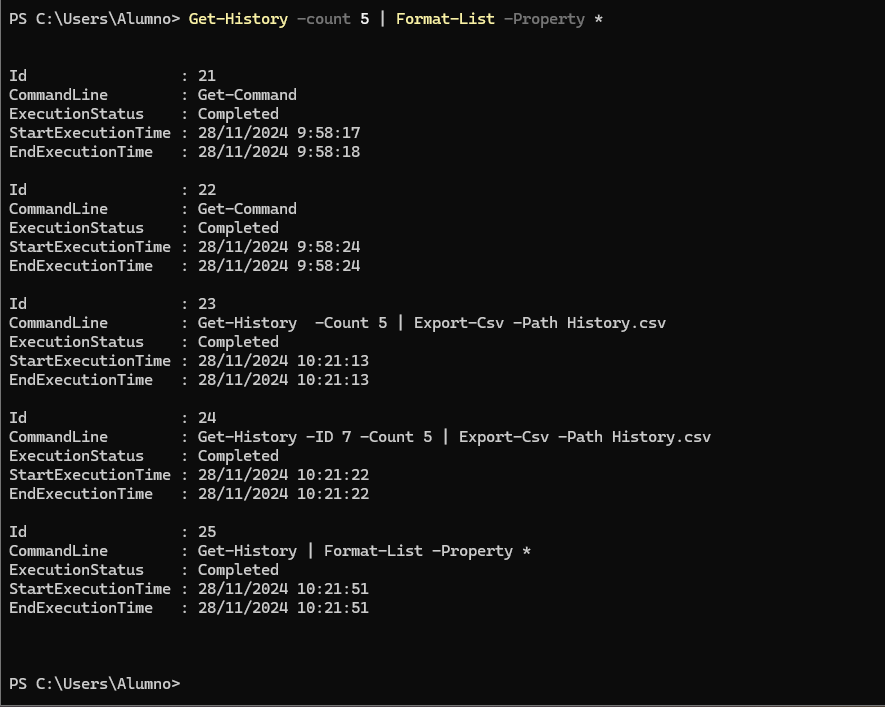 PS C:\Users\Alumno> Get-History -count 5 | Format-List -Property *
Id                 : 21
CommandLine        : Get-Command
ExecutionStatus    : Completed
StartExecutionTime : 28/11/2024 9:58:17
EndExecutionTime   : 28/11/2024 9:58:18
Id                 : 22
CommandLine        : Get-Command
ExecutionStatus    : Completed
StartExecutionTime : 28/11/2024 9:58:24
EndExecutionTime   : 28/11/2024 9:58:24
Id                 : 23
CommandLine        : Get-History  -Count 5 | Export-Csv -Path History.csv
ExecutionStatus    : Completed
StartExecutionTime : 28/11/2024 10:21:13
EndExecutionTime   : 28/11/2024 10:21:13
Id                 : 24
CommandLine        : Get-History -ID 7 -Count 5 | Export-Csv -Path History.csv
ExecutionStatus    : Completed
StartExecutionTime : 28/11/2024 10:21:22
EndExecutionTime   : 28/11/2024 10:21:22
Id                 : 25
CommandLine        : Get-History | Format-List -Property *
ExecutionStatus    : Completed
StartExecutionTime : 28/11/2024 10:21:51
EndExecutionTime   : 28/11/2024 10:21:51
PS C:\Users\Alumno>